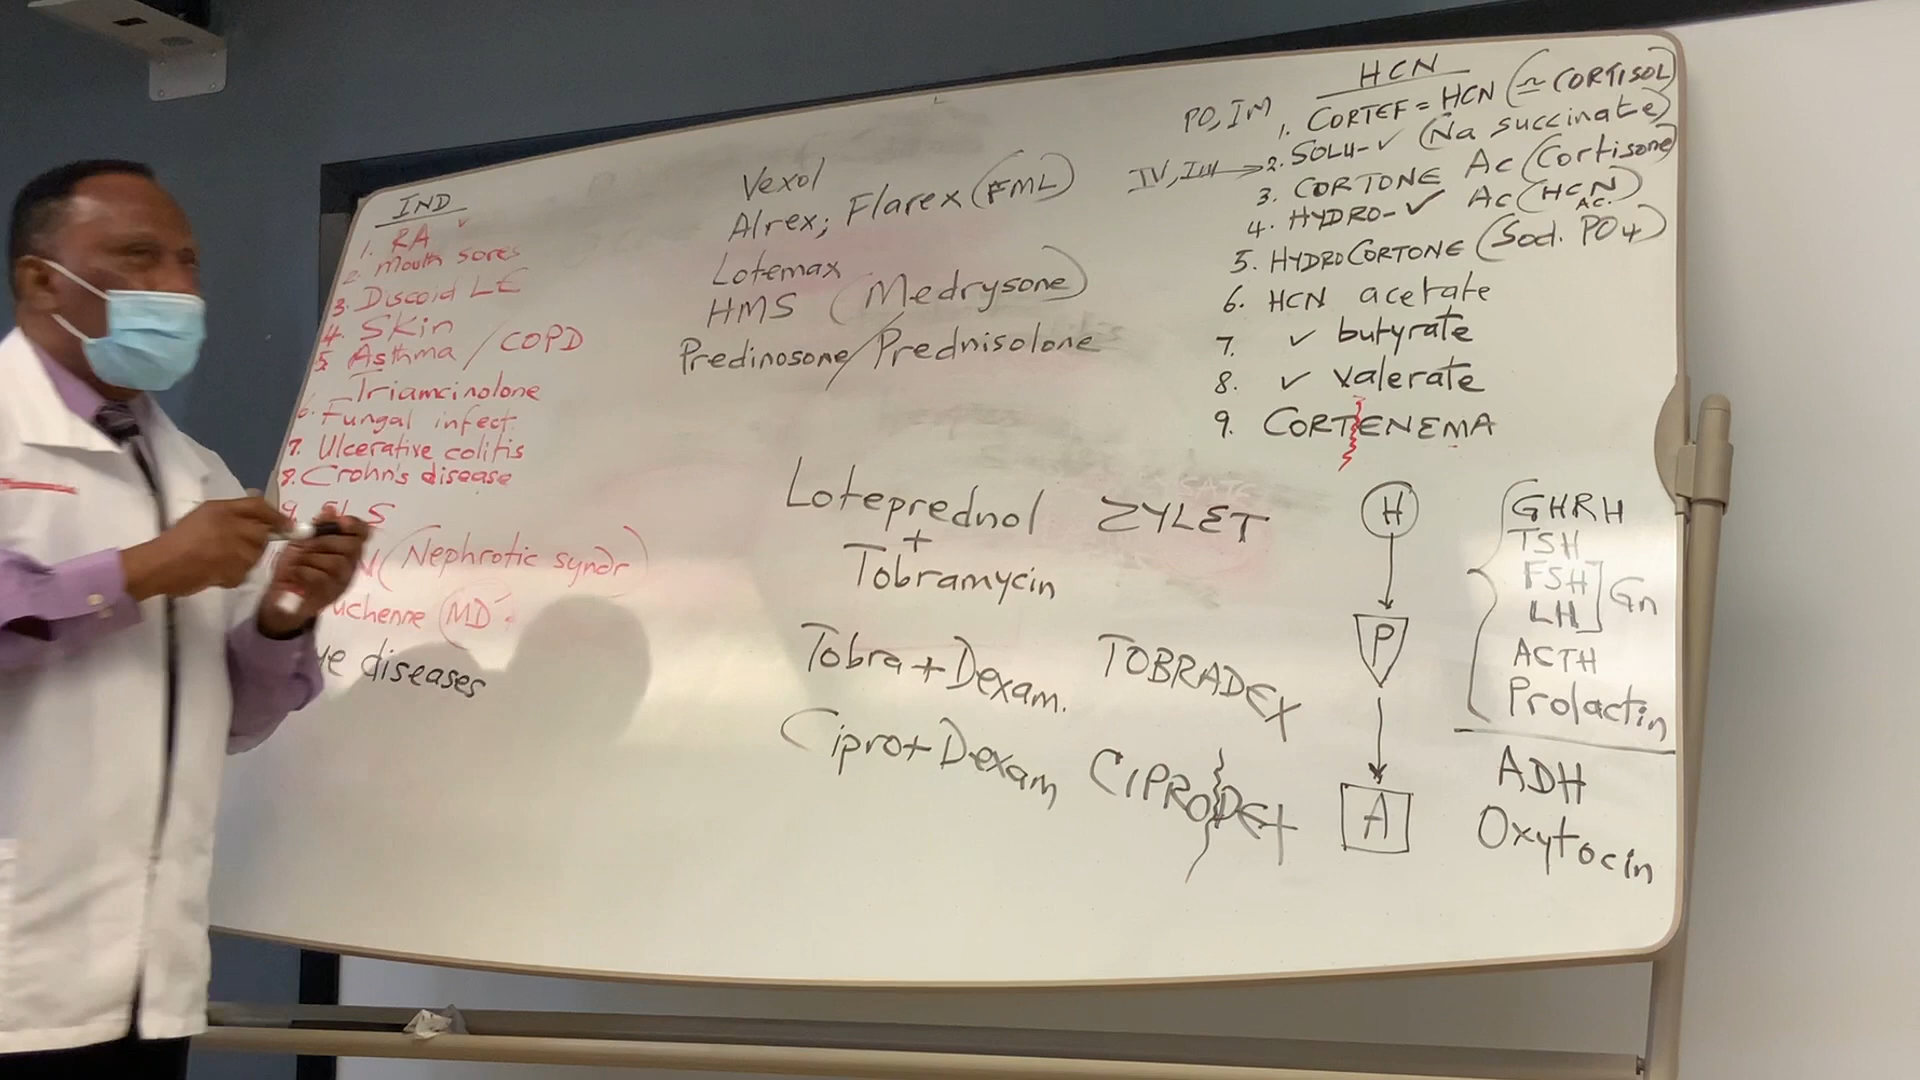 IND
1. RA
2. Mouth sores
3. Discoid LE
4. Skin
5. Asthma / COPD
Triamcinolone
6. Fungal infect.
7. Ulcerative colitis
8. Crohn's disease
9. S
N (Nephrotic syndr)
uchenne (MD)
ye diseases
Vexol
Alrex; Flarex (FML)
Lotemax
HMS (Medrysone)
Predinosone/Prednisolone
Loteprednol ZYLET
+
Tobramycin
Tobra + Dexam. TOBRADEX
Cipro + Dexam CIPRODEX
HCN
PO, IM 1. CORTEF = HCN (≃ CORTISOL)
IV, IM → 2. SOLU- ✓ (Na succinate)
3. CORTONE Ac (Cortisone)
4. HYDRO- ✓ Ac (HCN AC.)
5. HYDROCORTONE (Sod. PO4)
6. HCN acetate
7. ✓ butyrate
8. ✓ valerate
9. CORTENEMA
H
P
A
GHRH
TSH
FSH
LH
Gn
ACTH
Prolactin
ADH
Oxytocin